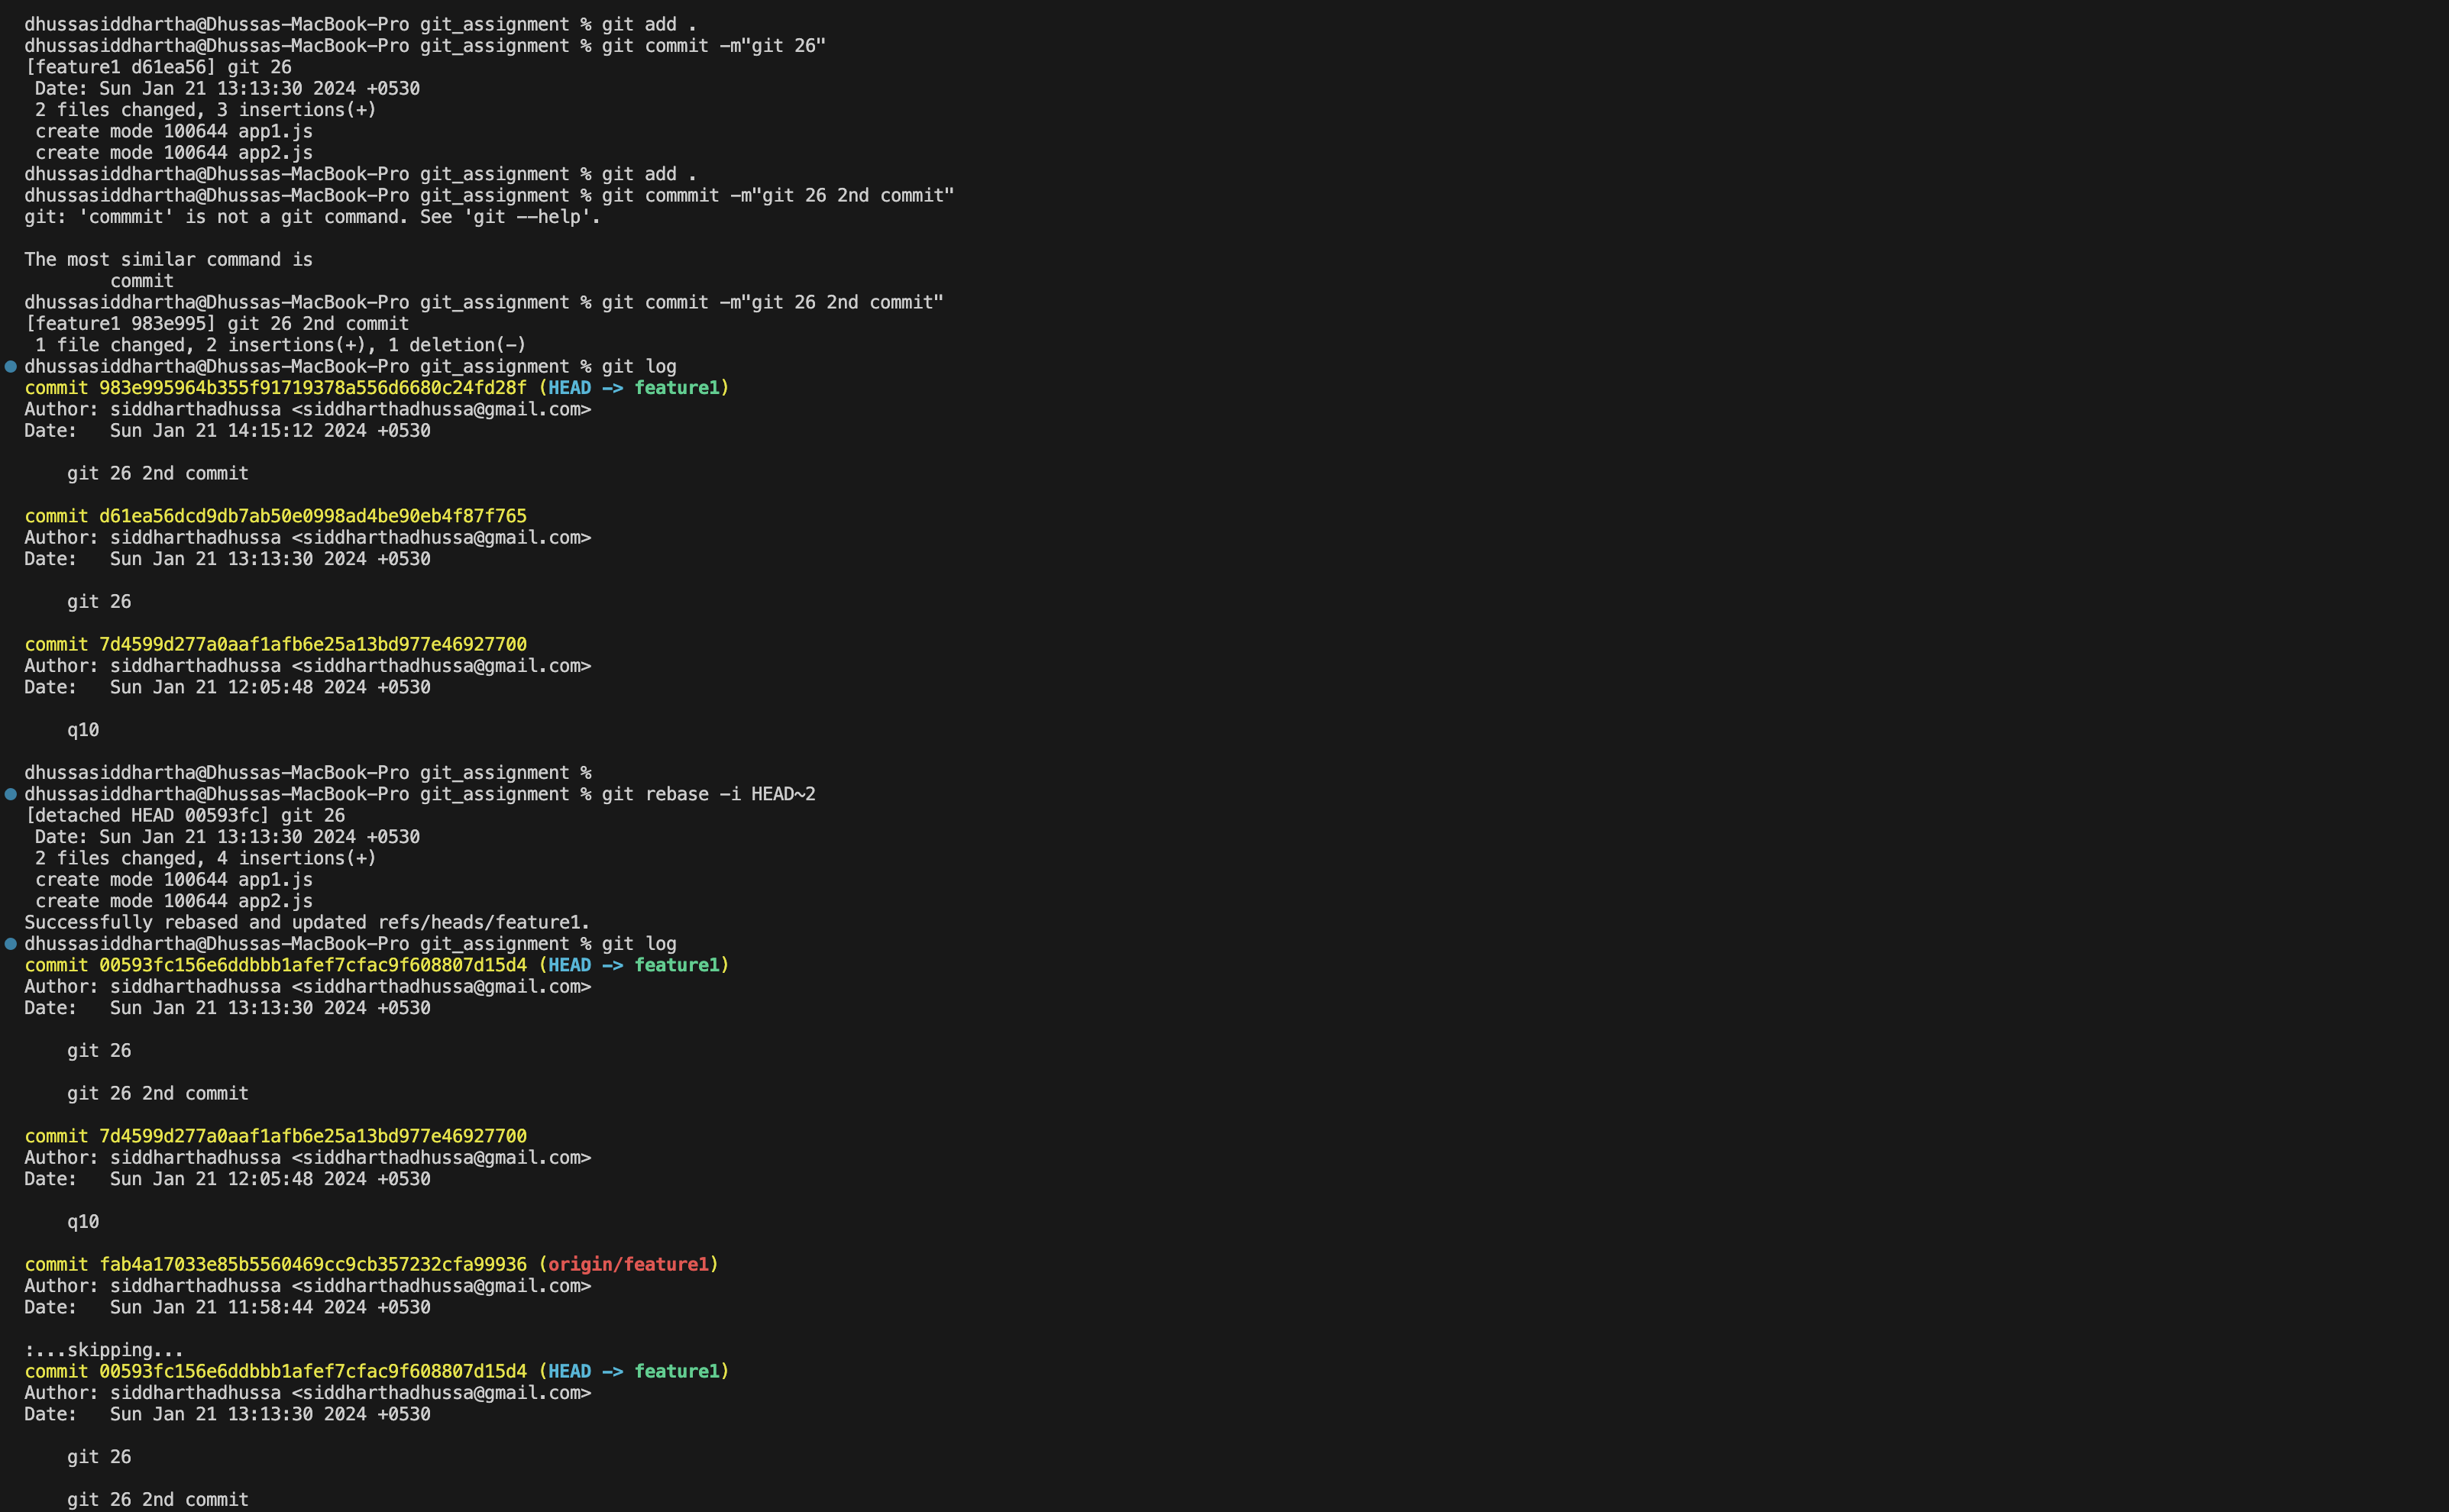 dhussasiddhartha@Dhussas-MacBook-Pro git_assignment % git add .
dhussasiddhartha@Dhussas-MacBook-Pro git_assignment % git commit -m"git 26"
[feature1 d61ea56] git 26
 Date: Sun Jan 21 13:13:30 2024 +0530
 2 files changed, 3 insertions(+)
 create mode 100644 app1.js
 create mode 100644 app2.js
dhussasiddhartha@Dhussas-MacBook-Pro git_assignment % git add .
dhussasiddhartha@Dhussas-MacBook-Pro git_assignment % git commmit -m"git 26 2nd commit"
git: 'commmit' is not a git command. See 'git --help'.

The most similar command is
        commit
dhussasiddhartha@Dhussas-MacBook-Pro git_assignment % git commit -m"git 26 2nd commit"
[feature1 983e995] git 26 2nd commit
 1 file changed, 2 insertions(+), 1 deletion(-)
dhussasiddhartha@Dhussas-MacBook-Pro git_assignment % git log
commit 983e995964b355f91719378a556d6680c24fd28f (HEAD -> feature1)
Author: siddharthadhussa <siddharthadhussa@gmail.com>
Date:   Sun Jan 21 14:15:12 2024 +0530

    git 26 2nd commit

commit d61ea56dcd9db7ab50e0998ad4be90eb4f87f765
Author: siddharthadhussa <siddharthadhussa@gmail.com>
Date:   Sun Jan 21 13:13:30 2024 +0530

    git 26

commit 7d4599d277a0aaf1afb6e25a13bd977e46927700
Author: siddharthadhussa <siddharthadhussa@gmail.com>
Date:   Sun Jan 21 12:05:48 2024 +0530

    q10

dhussasiddhartha@Dhussas-MacBook-Pro git_assignment %
dhussasiddhartha@Dhussas-MacBook-Pro git_assignment % git rebase -i HEAD~2
[detached HEAD 00593fc] git 26
 Date: Sun Jan 21 13:13:30 2024 +0530
 2 files changed, 4 insertions(+)
 create mode 100644 app1.js
 create mode 100644 app2.js
Successfully rebased and updated refs/heads/feature1.
dhussasiddhartha@Dhussas-MacBook-Pro git_assignment % git log
commit 00593fc156e6ddbbb1afef7cfac9f608807d15d4 (HEAD -> feature1)
Author: siddharthadhussa <siddharthadhussa@gmail.com>
Date:   Sun Jan 21 13:13:30 2024 +0530

    git 26

    git 26 2nd commit

commit 7d4599d277a0aaf1afb6e25a13bd977e46927700
Author: siddharthadhussa <siddharthadhussa@gmail.com>
Date:   Sun Jan 21 12:05:48 2024 +0530

    q10

commit fab4a17033e85b5560469cc9cb357232cfa99936 (origin/feature1)
Author: siddharthadhussa <siddharthadhussa@gmail.com>
Date:   Sun Jan 21 11:58:44 2024 +0530

:...skipping...
commit 00593fc156e6ddbbb1afef7cfac9f608807d15d4 (HEAD -> feature1)
Author: siddharthadhussa <siddharthadhussa@gmail.com>
Date:   Sun Jan 21 13:13:30 2024 +0530

    git 26

    git 26 2nd commit